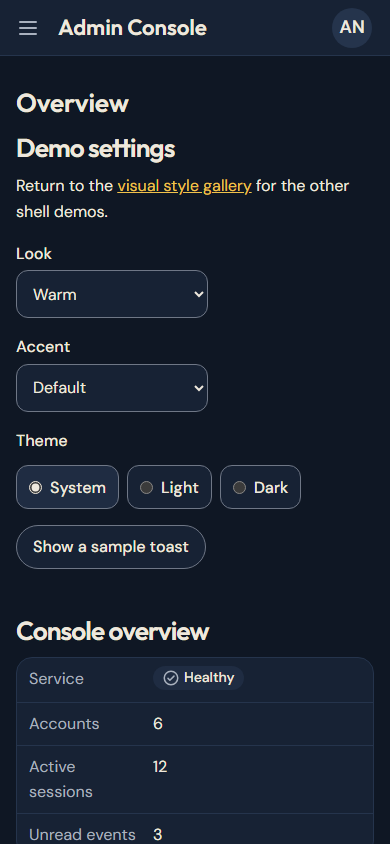 Admin Console
AN
Overview
Demo settings
Return to the visual style gallery for the other
shell demos.
Look
Warm
Accent
Default
Theme
System
Light
Dark
Show a sample toast
Console overview
Service
Healthy
Accounts
6
Active
sessions
12
Unread events
3